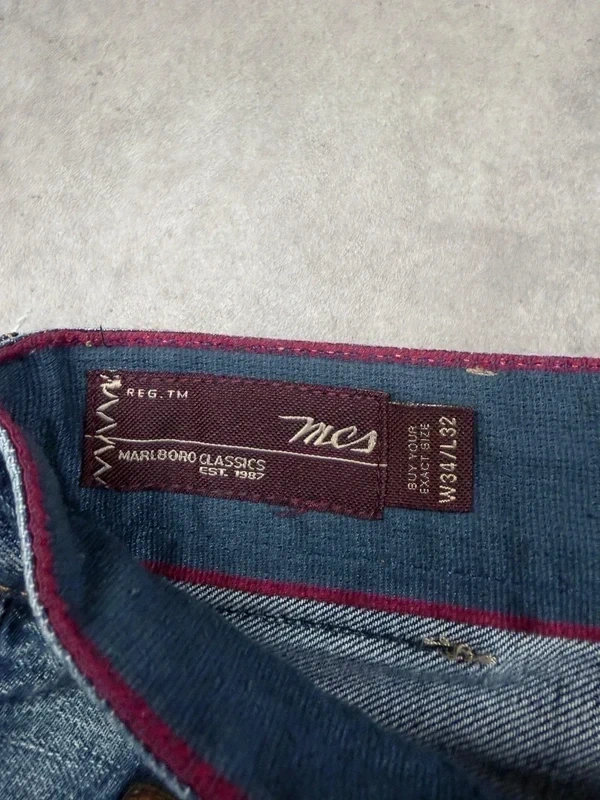 REG.TM
mcs
MARLBORO CLASSICS
EST. 1987
BUY YOUR
EXACT SIZE
W34/L32